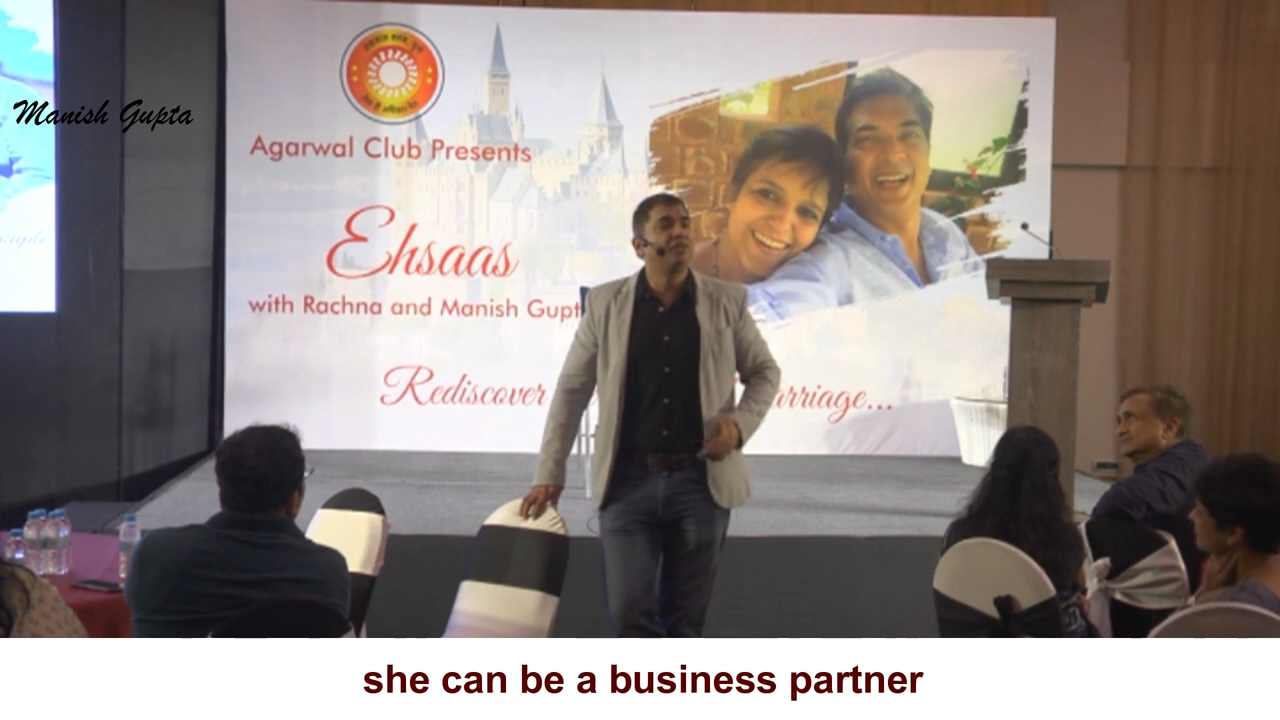 Manish Gupta
Agarwal Club Presents
Ehsaas
with Rachna and Manish Gupt
Rediscover arriage...
she can be a business partner